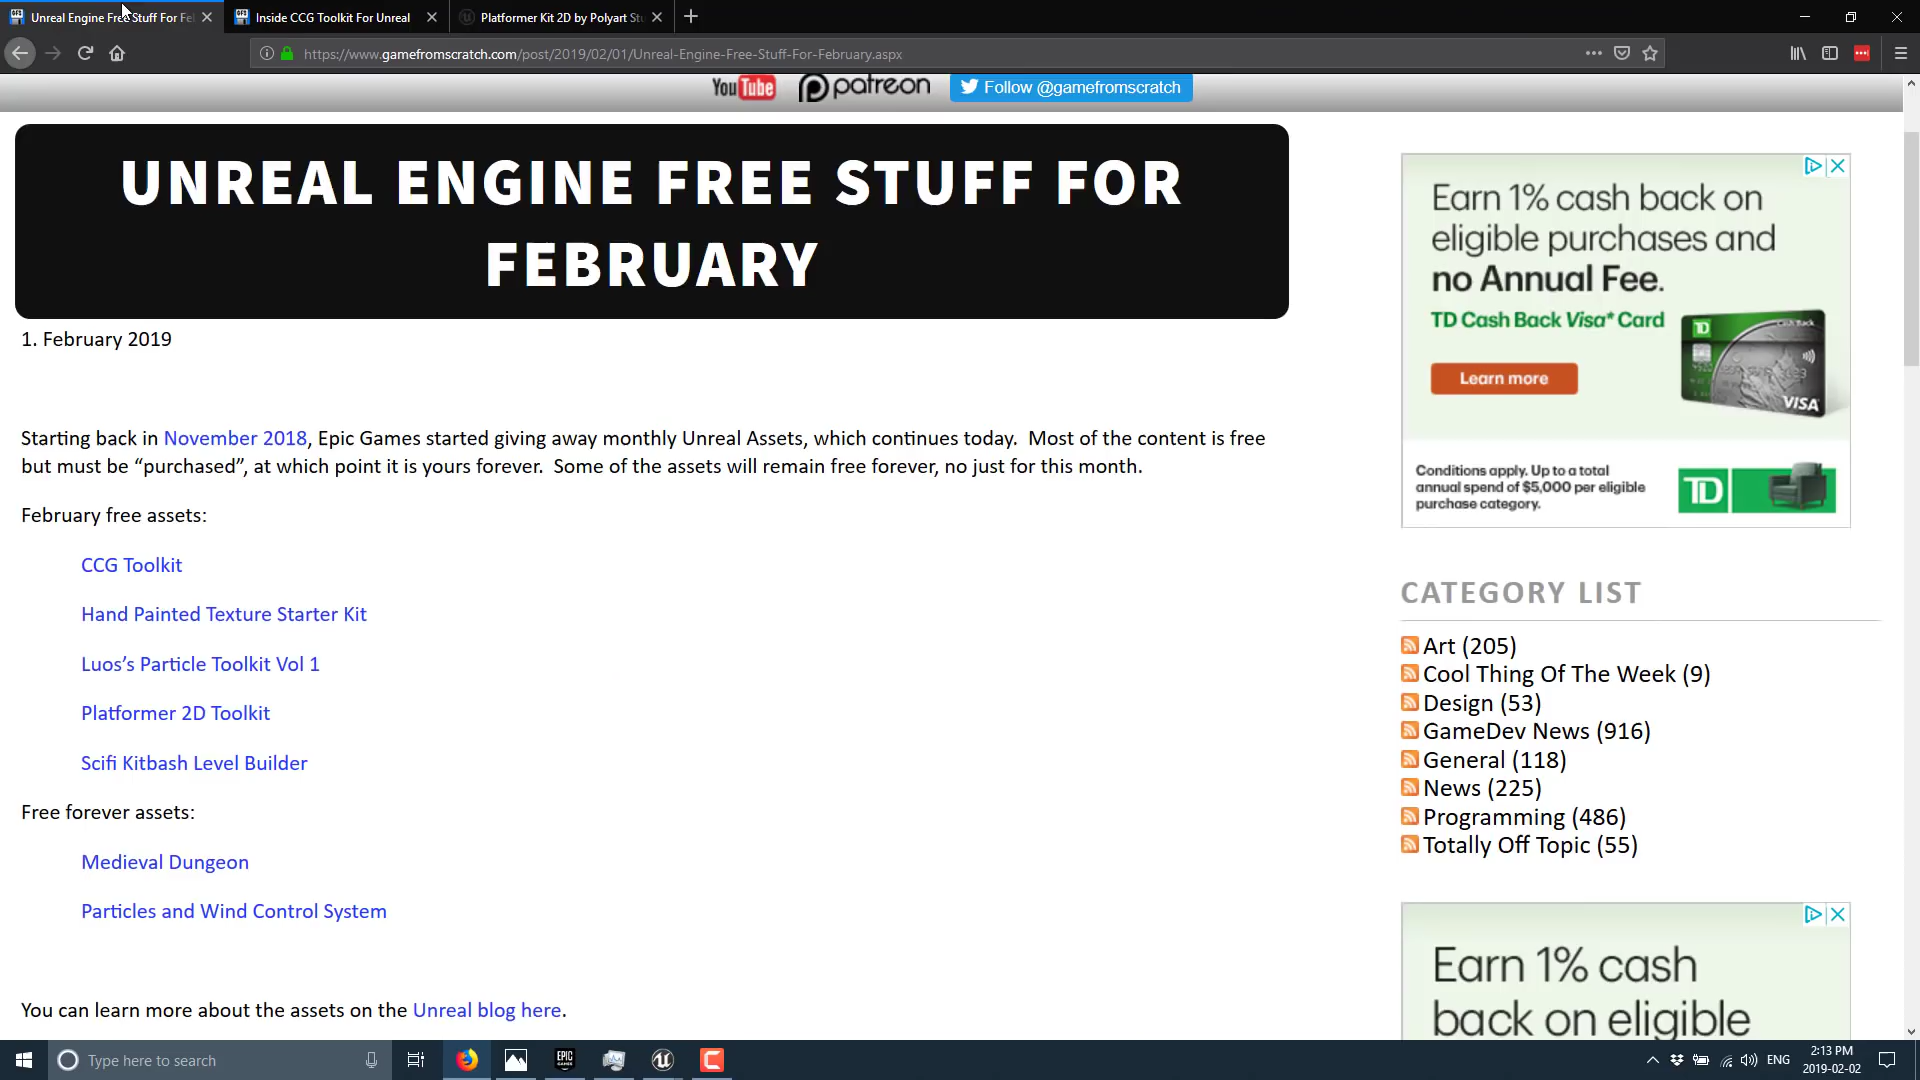 Unreal Engine Free Stuff For Fe
Inside CCG Toolkit For Unreal
Platformer Kit 2D by Polyart Stu
https://www.gamefromscratch.com/post/2019/02/01/Unreal-Engine-Free-Stuff-For-February.aspx
YouTube
patreon
Follow @gamefromscratch
UNREAL ENGINE FREE STUFF FOR
FEBRUARY
1. February 2019
Starting back in November 2018, Epic Games started giving away monthly Unreal Assets, which continues today.  Most of the content is free
but must be “purchased”, at which point it is yours forever.  Some of the assets will remain free forever, no just for this month.
February free assets:
CCG Toolkit
Hand Painted Texture Starter Kit
Luos’s Particle Toolkit Vol 1
Platformer 2D Toolkit
Scifi Kitbash Level Builder
Free forever assets:
Medieval Dungeon
Particles and Wind Control System
You can learn more about the assets on the Unreal blog here.
Earn 1% cash back on
eligible purchases and
no Annual Fee.
TD Cash Back Visa* Card
Learn more
TD
VISA
Conditions apply. Up to a total
annual spend of $5,000 per eligible
purchase category.
TD
CATEGORY LIST
Art (205)
Cool Thing Of The Week (9)
Design (53)
GameDev News (916)
General (118)
News (225)
Programming (486)
Totally Off Topic (55)
Earn 1% cash
back on eligible
Type here to search
EPIC
GAMES
ENG
2:13 PM
2019-02-02